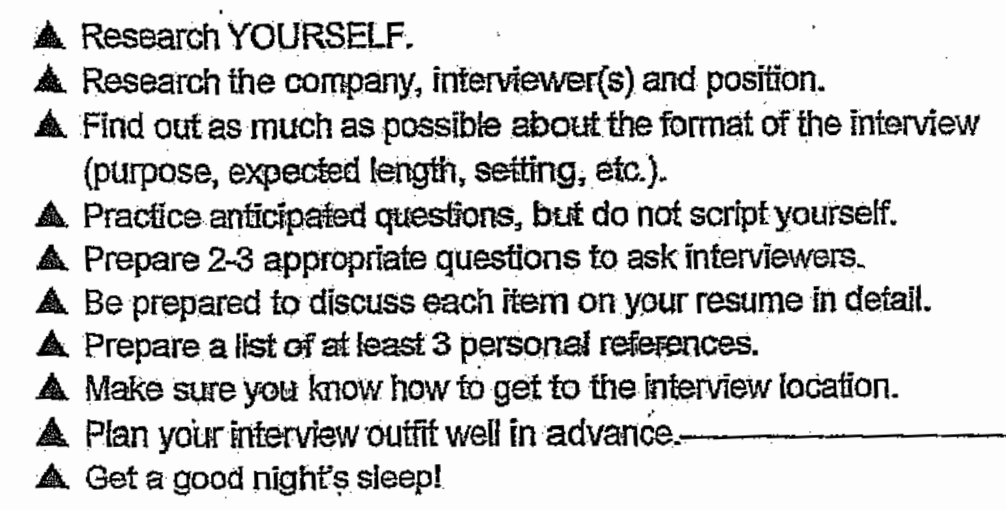 ▲ Research YOURSELF.
▲ Research the company, interviewer(s) and position.
▲ Find out as much as possible about the format of the interview
(purpose, expected length, setting, etc.).
▲ Practice anticipated questions, but do not script yourself.
▲ Prepare 2-3 appropriate questions to ask interviewers.
▲ Be prepared to discuss each item on your resume in detail.
▲ Prepare a list of at least 3 personal references.
▲ Make sure you know how to get to the interview location.
▲ Plan your interview outfit well in advance.
▲ Get a good night's sleep!